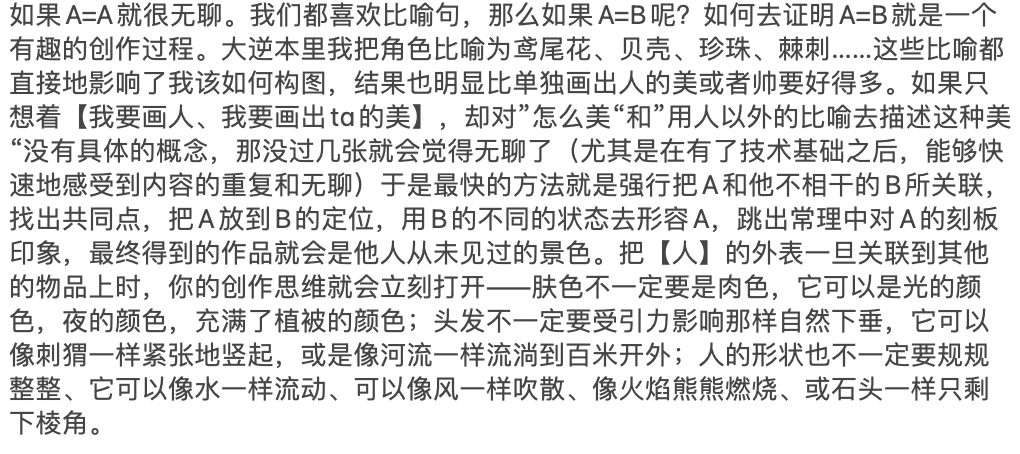 如果A=A就很无聊。我们都喜欢比喻句，那么如果A=B呢？如何去证明A=B就是一个
有趣的创作过程。大逆本里我把角色比喻为鸢尾花、贝壳、珍珠、棘刺……这些比喻都
直接地影响了我该如何构图，结果也明显比单独画出人的美或者帅要好得多。如果只
想着【我要画人、我要画出ta的美】，却对”怎么美“和”用人以外的比喻去描述这种美
“没有具体的概念，那没过几张就会觉得无聊了（尤其是在有了技术基础之后，能够快
速地感受到内容的重复和无聊）于是最快的方法就是强行把A和他不相干的B所关联，
找出共同点，把A放到B的定位，用B的不同的状态去形容A，跳出常理中对A的刻板
印象，最终得到的作品就会是他人从未见过的景色。把【人】的外表一旦关联到其他
的物品上时，你的创作思维就会立刻打开——肤色不一定要是肉色，它可以是光的颜
色，夜的颜色，充满了植被的颜色；头发不一定要受引力影响那样自然下垂，它可以
像刺猬一样紧张地竖起，或是像河流一样流淌到百米开外；人的形状也不一定要规规
整整、它可以像水一样流动、可以像风一样吹散、像火焰熊熊燃烧、或石头一样只剩
下棱角。